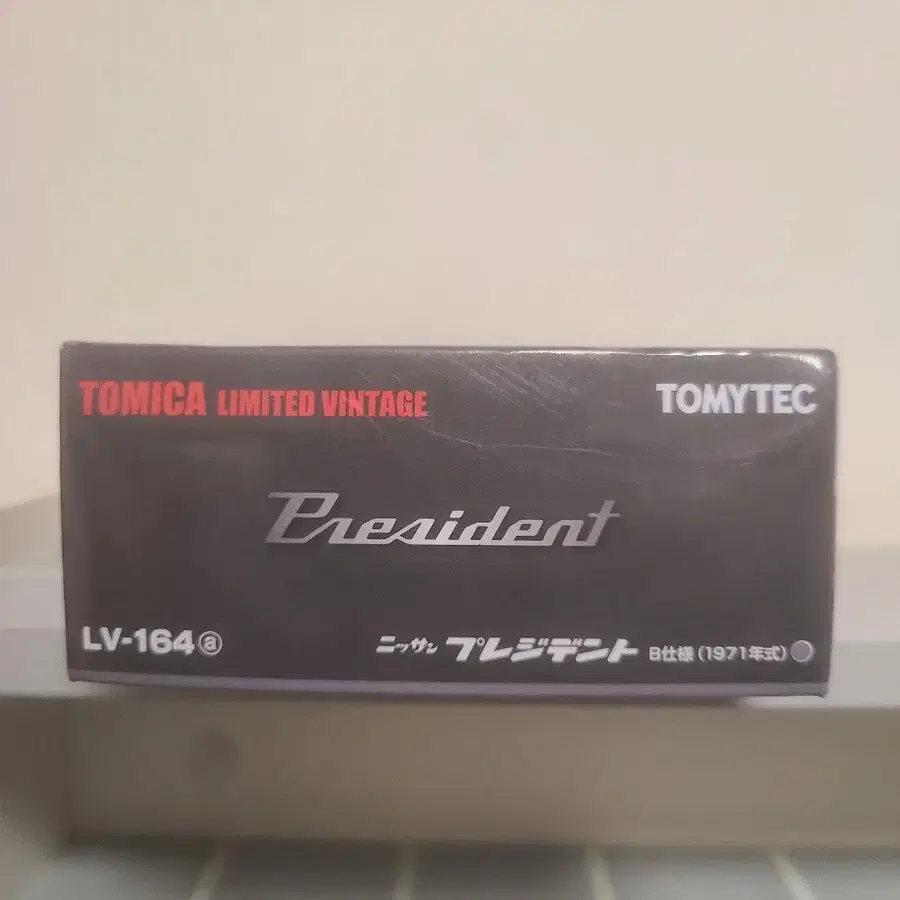 TOMICA LIMITED VINTAGE TOMYTEC
President
LV-164ⓐ ニッサン プレジデント B仕様(1971年式)